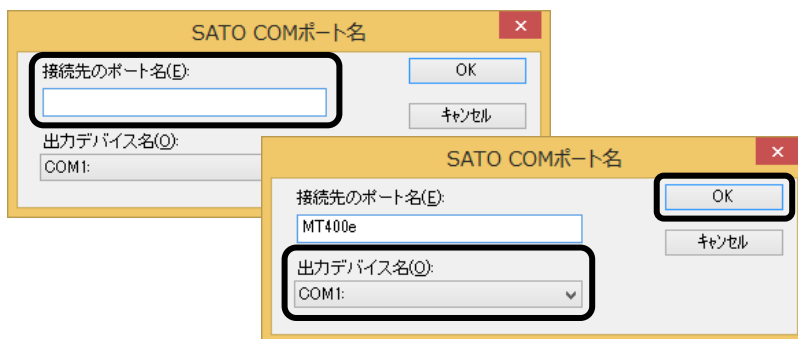 SATO COMポート名
接続先のポート名(E):
OK
キャンセル
出力デバイス名(O):
COM1:
SATO COMポート名
接続先のポート名(E):
OK
MT400e
キャンセル
出力デバイス名(O):
COM1: